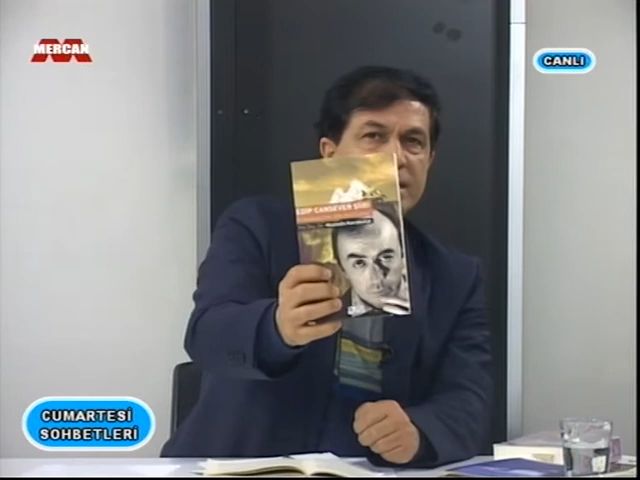 MERCAN
CANLI
EDİP CANSEVER ŞİİRİ
CUMARTESİ
SOHBETLERİ